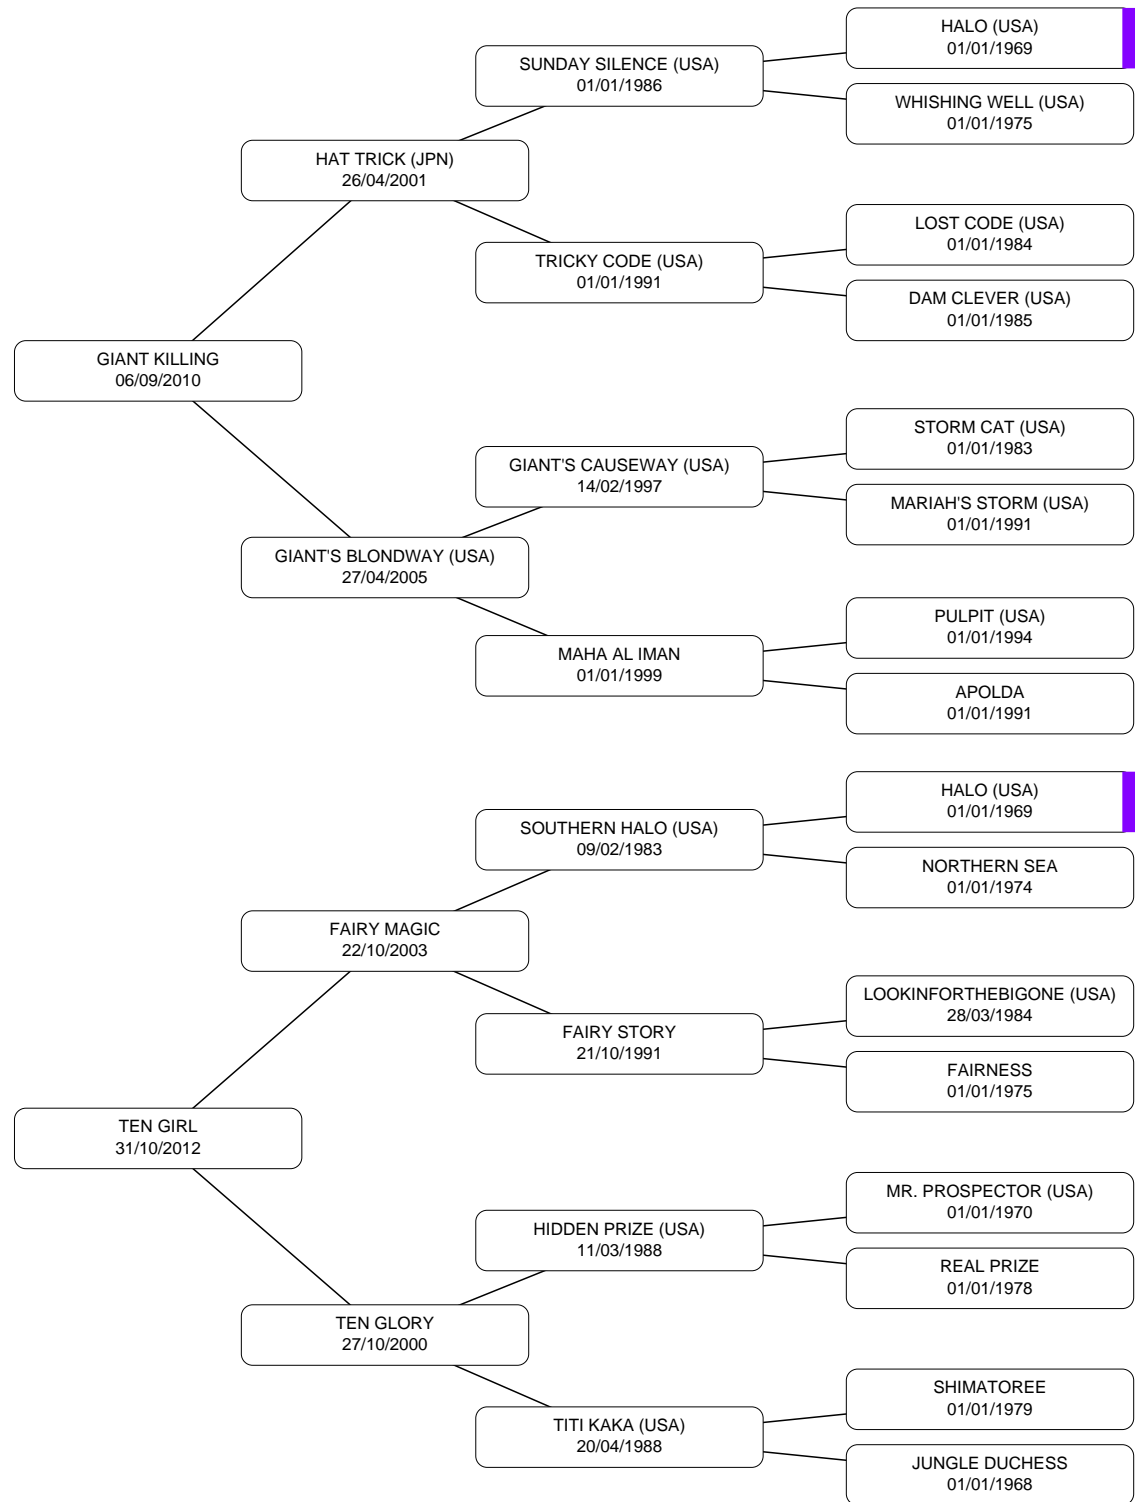 HALO (USA)
01/01/1969
SUNDAY SILENCE (USA)
01/01/1986
WHISHING WELL (USA)
01/01/1975
HAT TRICK (JPN)
26/04/2001
LOST CODE (USA)
01/01/1984
TRICKY CODE (USA)
01/01/1991
DAM CLEVER (USA)
01/01/1985
GIANT KILLING
06/09/2010
STORM CAT (USA)
01/01/1983
GIANT'S CAUSEWAY (USA)
14/02/1997
MARIAH'S STORM (USA)
01/01/1991
GIANT'S BLONDWAY (USA)
27/04/2005
PULPIT (USA)
01/01/1994
MAHA AL IMAN
01/01/1999
APOLDA
01/01/1991
HALO (USA)
01/01/1969
SOUTHERN HALO (USA)
09/02/1983
NORTHERN SEA
01/01/1974
FAIRY MAGIC
22/10/2003
LOOKINFORTHEBIGONE (USA)
28/03/1984
FAIRY STORY
21/10/1991
FAIRNESS
01/01/1975
TEN GIRL
31/10/2012
MR. PROSPECTOR (USA)
01/01/1970
HIDDEN PRIZE (USA)
11/03/1988
REAL PRIZE
01/01/1978
TEN GLORY
27/10/2000
SHIMATOREE
01/01/1979
TITI KAKA (USA)
20/04/1988
JUNGLE DUCHESS
01/01/1968